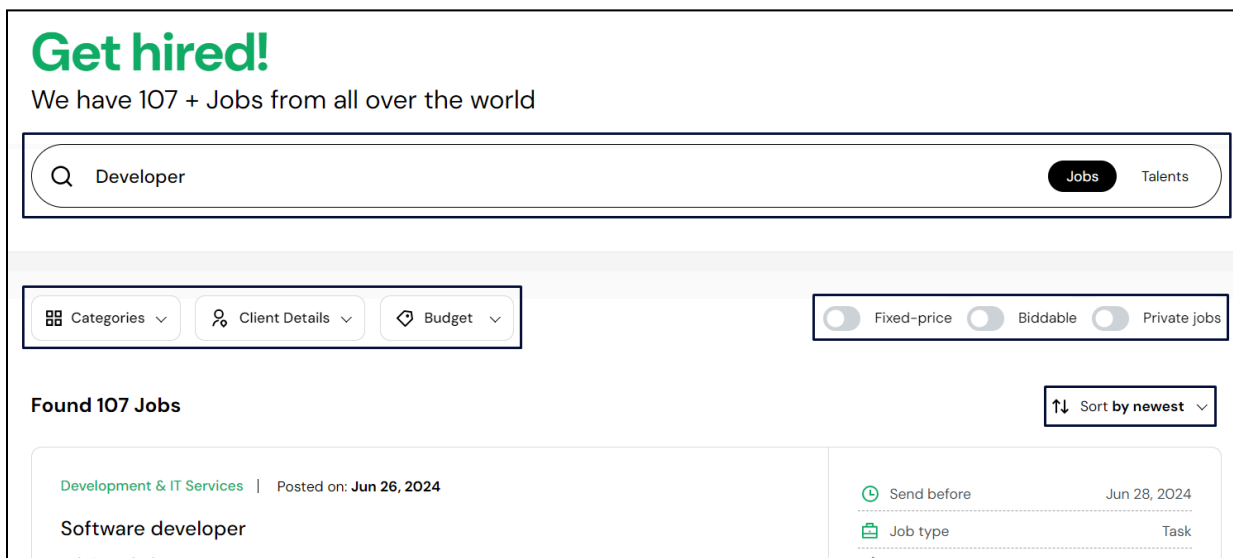 Get hired!
We have 107 + Jobs from all over the world
Developer Jobs Talents
Categories Client Details Budget Fixed-price Biddable Private jobs
Found 107 Jobs Sort by newest
Development & IT Services | Posted on: Jun 26, 2024
Software developer
Send before Jun 28, 2024
Job type Task